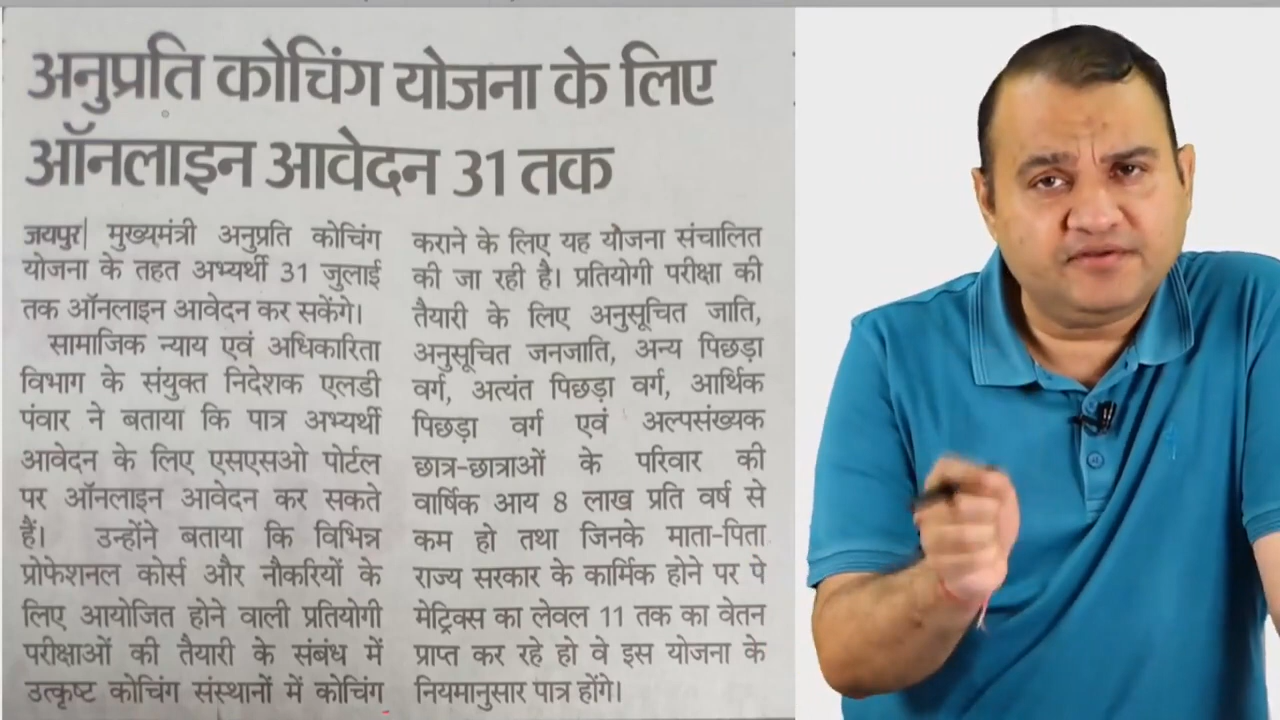 अनुप्रति कोचिंग योजना के लिए
ऑनलाइन आवेदन 31 तक
जयपुर| मुख्यमंत्री अनुप्रति कोचिंग
योजना के तहत अभ्यर्थी 31 जुलाई
तक ऑनलाइन आवेदन कर सकेंगे।
सामाजिक न्याय एवं अधिकारिता
विभाग के संयुक्त निदेशक एलडी
पंवार ने बताया कि पात्र अभ्यर्थी
आवेदन के लिए एसएसओ पोर्टल
पर ऑनलाइन आवेदन कर सकते
हैं। उन्होंने बताया कि विभिन्न
प्रोफेशनल कोर्स और नौकरियों के
लिए आयोजित होने वाली प्रतियोगी
परीक्षाओं की तैयारी के संबंध में
उत्कृष्ट कोचिंग संस्थानों में कोचिंग
कराने के लिए यह योजना संचालित
की जा रही है। प्रतियोगी परीक्षा की
तैयारी के लिए अनुसूचित जाति,
अनुसूचित जनजाति, अन्य पिछड़ा
वर्ग, अत्यंत पिछड़ा वर्ग, आर्थिक
पिछड़ा वर्ग एवं अल्पसंख्यक
छात्र-छात्राओं के परिवार की
वार्षिक आय 8 लाख प्रति वर्ष से
कम हो तथा जिनके माता-पिता
राज्य सरकार के कार्मिक होने पर पे
मेट्रिक्स का लेवल 11 तक का वेतन
प्राप्त कर रहे हो वे इस योजना के
नियमानुसार पात्र होंगे।